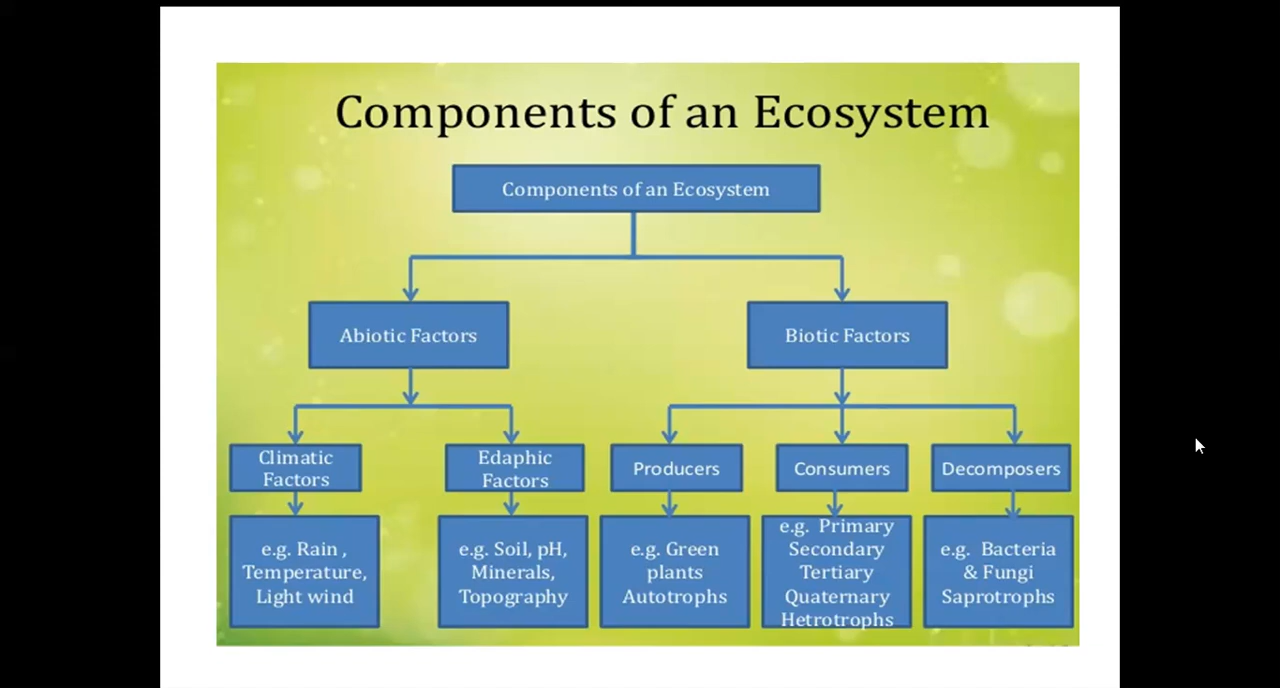 Components of an Ecosystem
Components of an Ecosystem
Abiotic Factors
Biotic Factors
Climatic
Factors
Edaphic
Factors
Producers
Consumers
Decomposers
e.g. Rain ,
Temperature,
Light wind
e.g. Soil, pH,
Minerals,
Topography
e.g. Green
plants
Autotrophs
e.g. Primary
Secondary
Tertiary
Quaternary
Hetrotrophs
e.g. Bacteria
& Fungi
Saprotrophs